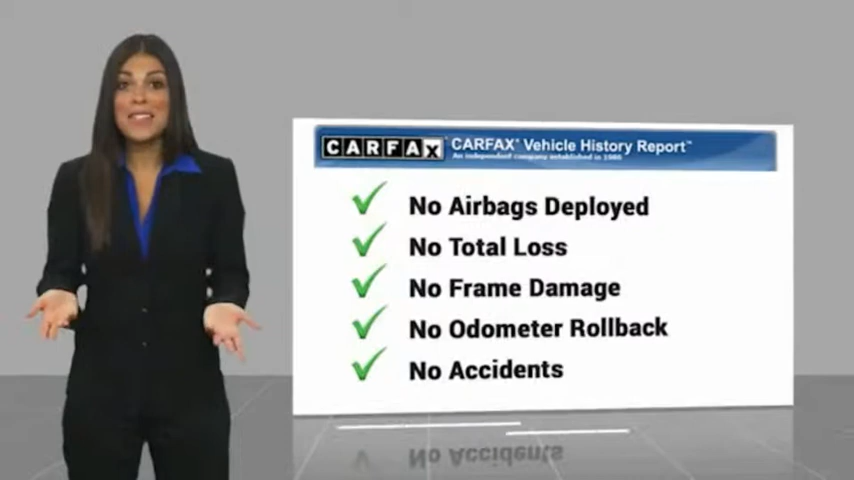 CARFAX CARFAX® Vehicle History Report™
An independent company established in 1986
No Airbags Deployed
No Total Loss
No Frame Damage
No Odometer Rollback
No Accidents
No Accidents